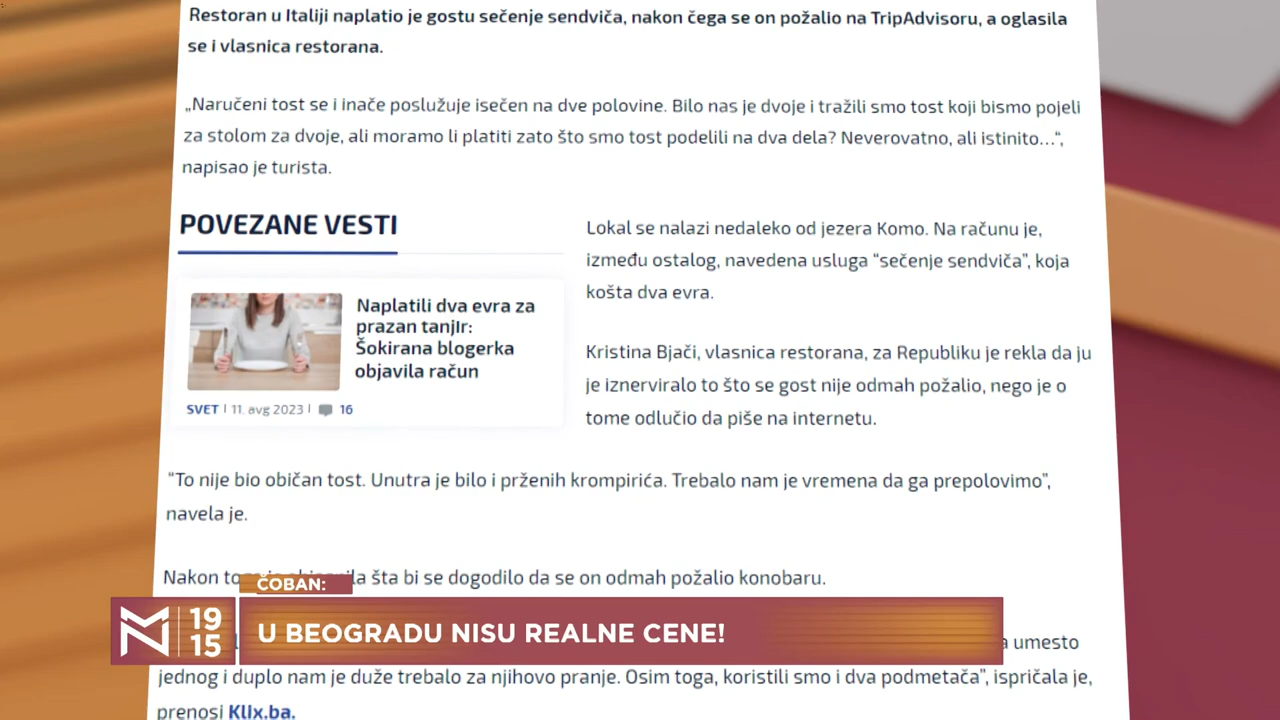 Restoran u Italiji naplatio je gostu sečenje sendviča, nakon čega se on požalio na TripAdvisoru, a oglasila
se i vlasnica restorana.
„Naručeni tost se i inače poslužuje isečen na dve polovine. Bilo nas je dvoje i tražili smo tost koji bismo pojeli
za stolom za dvoje, ali moramo li platiti zato što smo tost podelili na dva dela? Neverovatno, ali istinito...“,
napisao je turista.
POVEZANE VESTI
Naplatili dva evra za
prazan tanjir:
Šokirana blogerka
objavila račun
SVET | 11. avg 2023 | 16
Lokal se nalazi nedaleko od jezera Komo. Na računu je,
između ostalog, navedena usluga “sečenje sendviča”, koja
košta dva evra.
Kristina Bjači, vlasnica restorana, za Republiku je rekla da ju
je iznerviralo to što se gost nije odmah požalio, nego je o
tome odlučio da piše na internetu.
“To nije bio običan tost. Unutra je bilo i prženih krompirića. Trebalo nam je vremena da ga prepolovimo”,
navela je.
Nakon šta bi se dogodilo da se on odmah požalio konobaru.
ČOBAN:
19
15
U BEOGRADU NISU REALNE CENE!
umesto
jednog i duplo nam je duže trebalo za njihovo pranje. Osim toga, koristili smo i dva podmetača”, ispričala je,
prenosi Klix.ba.